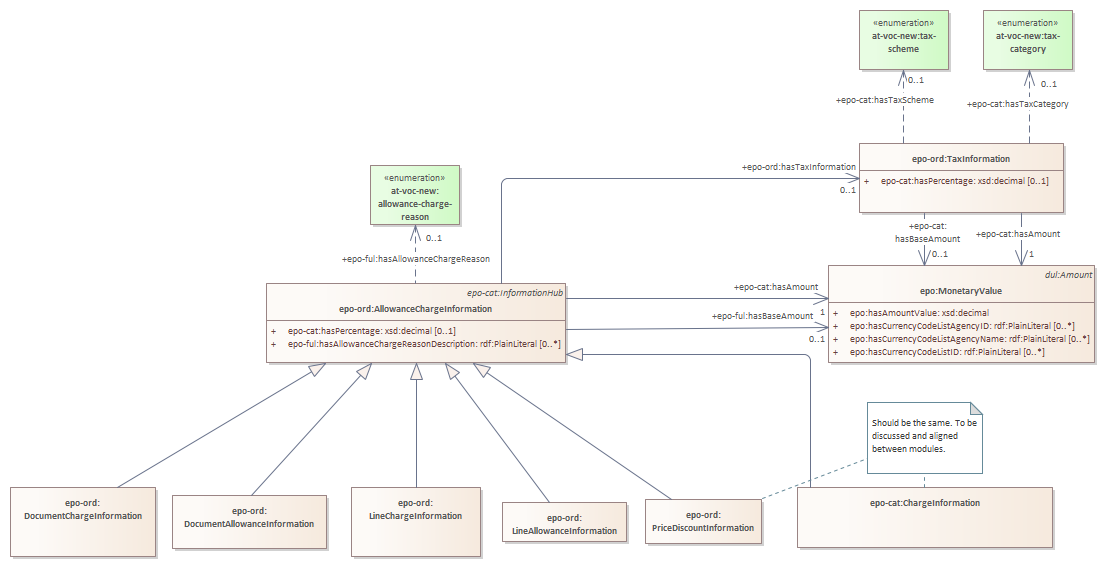 «enumeration»
at-voc-new:tax-
scheme
«enumeration»
at-voc-new:tax-
category
0..1
0..1
+epo-cat:hasTaxScheme
+epo-cat:hasTaxCategory
epo-ord:TaxInformation
+ epo-cat:hasPercentage: xsd:decimal [0..1]
+epo-ord:hasTaxInformation
0..1
«enumeration»
at-voc-new:
allowance-charge-
reason
0..1
+epo-ful:hasAllowanceChargeReason
+epo-cat:
hasBaseAmount
0..1
+epo-cat:hasAmount
1
epo-cat:InformationHub
epo-ord:AllowanceChargeInformation
+ epo-cat:hasPercentage: xsd:decimal [0..1]
+ epo-ful:hasAllowanceChargeReasonDescription: rdf:PlainLiteral [0..*]
+epo-cat:hasAmount
1
+epo-ful:hasBaseAmount
0..1
dul:Amount
epo:MonetaryValue
+ epo:hasAmountValue: xsd:decimal
+ epo:hasCurrencyCodeListAgencyID: rdf:PlainLiteral [0..*]
+ epo:hasCurrencyCodeListAgencyName: rdf:PlainLiteral [0..*]
+ epo:hasCurrencyCodeListID: rdf:PlainLiteral [0..*]
Should be the same. To be
discussed and aligned
between modules.
epo-ord:
DocumentChargeInformation
epo-ord:
DocumentAllowanceInformation
epo-ord:
LineChargeInformation
epo-ord:
LineAllowanceInformation
epo-ord:
PriceDiscountInformation
epo-cat:ChargeInformation